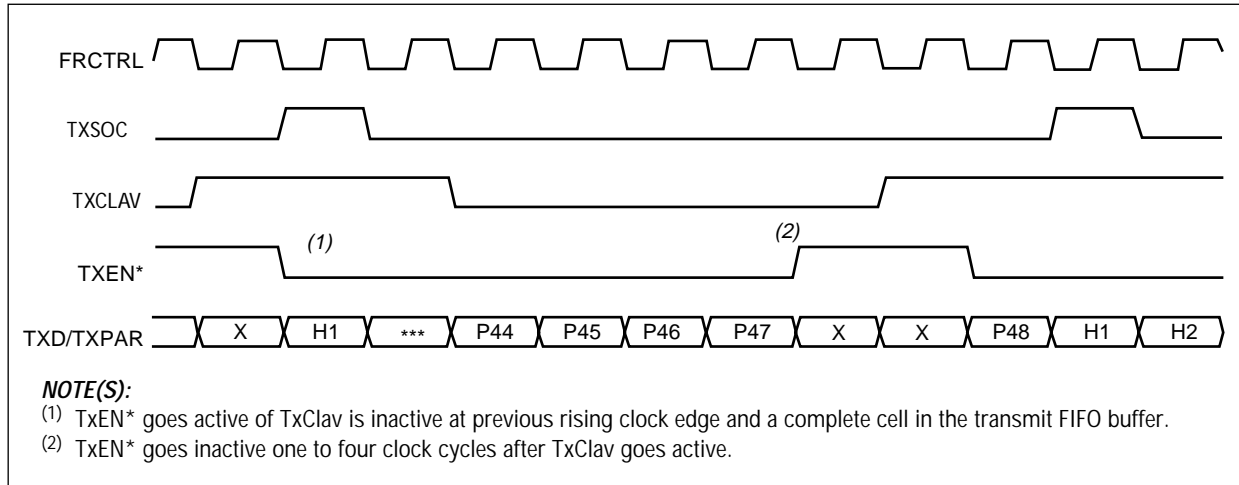 FRCTRL
TXSOC
TXCLAV
(1) (2)
TXEN*
TXD/TXPAR X H1 *** P44 P45 P46 P47 X X P48 H1 H2
NOTE(S):
(1) TxEN* goes active of TxClav is inactive at previous rising clock edge and a complete cell in the transmit FIFO buffer.
(2) TxEN* goes inactive one to four clock cycles after TxClav goes active.